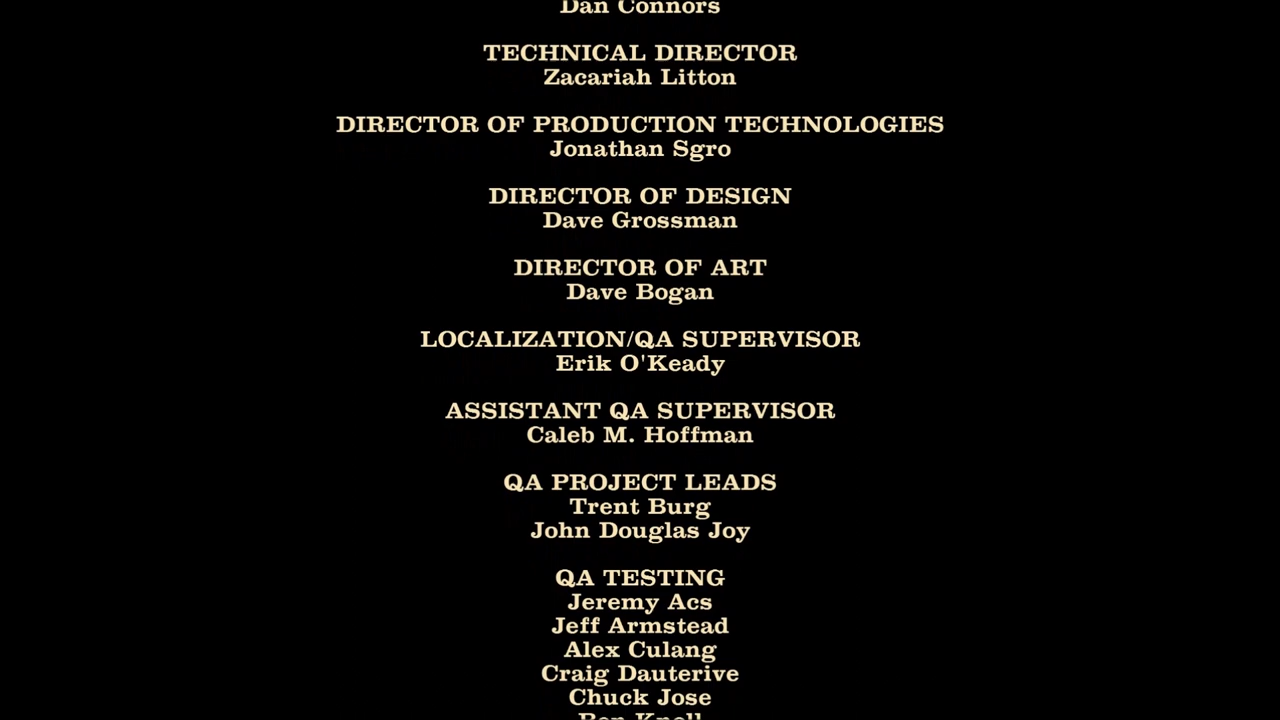 Dan Connors
TECHNICAL DIRECTOR
Zacariah Litton
DIRECTOR OF PRODUCTION TECHNOLOGIES
Jonathan Sgro
DIRECTOR OF DESIGN
Dave Grossman
DIRECTOR OF ART
Dave Bogan
LOCALIZATION/QA SUPERVISOR
Erik O'Keady
ASSISTANT QA SUPERVISOR
Caleb M. Hoffman
QA PROJECT LEADS
Trent Burg
John Douglas Joy
QA TESTING
Jeremy Acs
Jeff Armstead
Alex Culang
Craig Dauterive
Chuck Jose